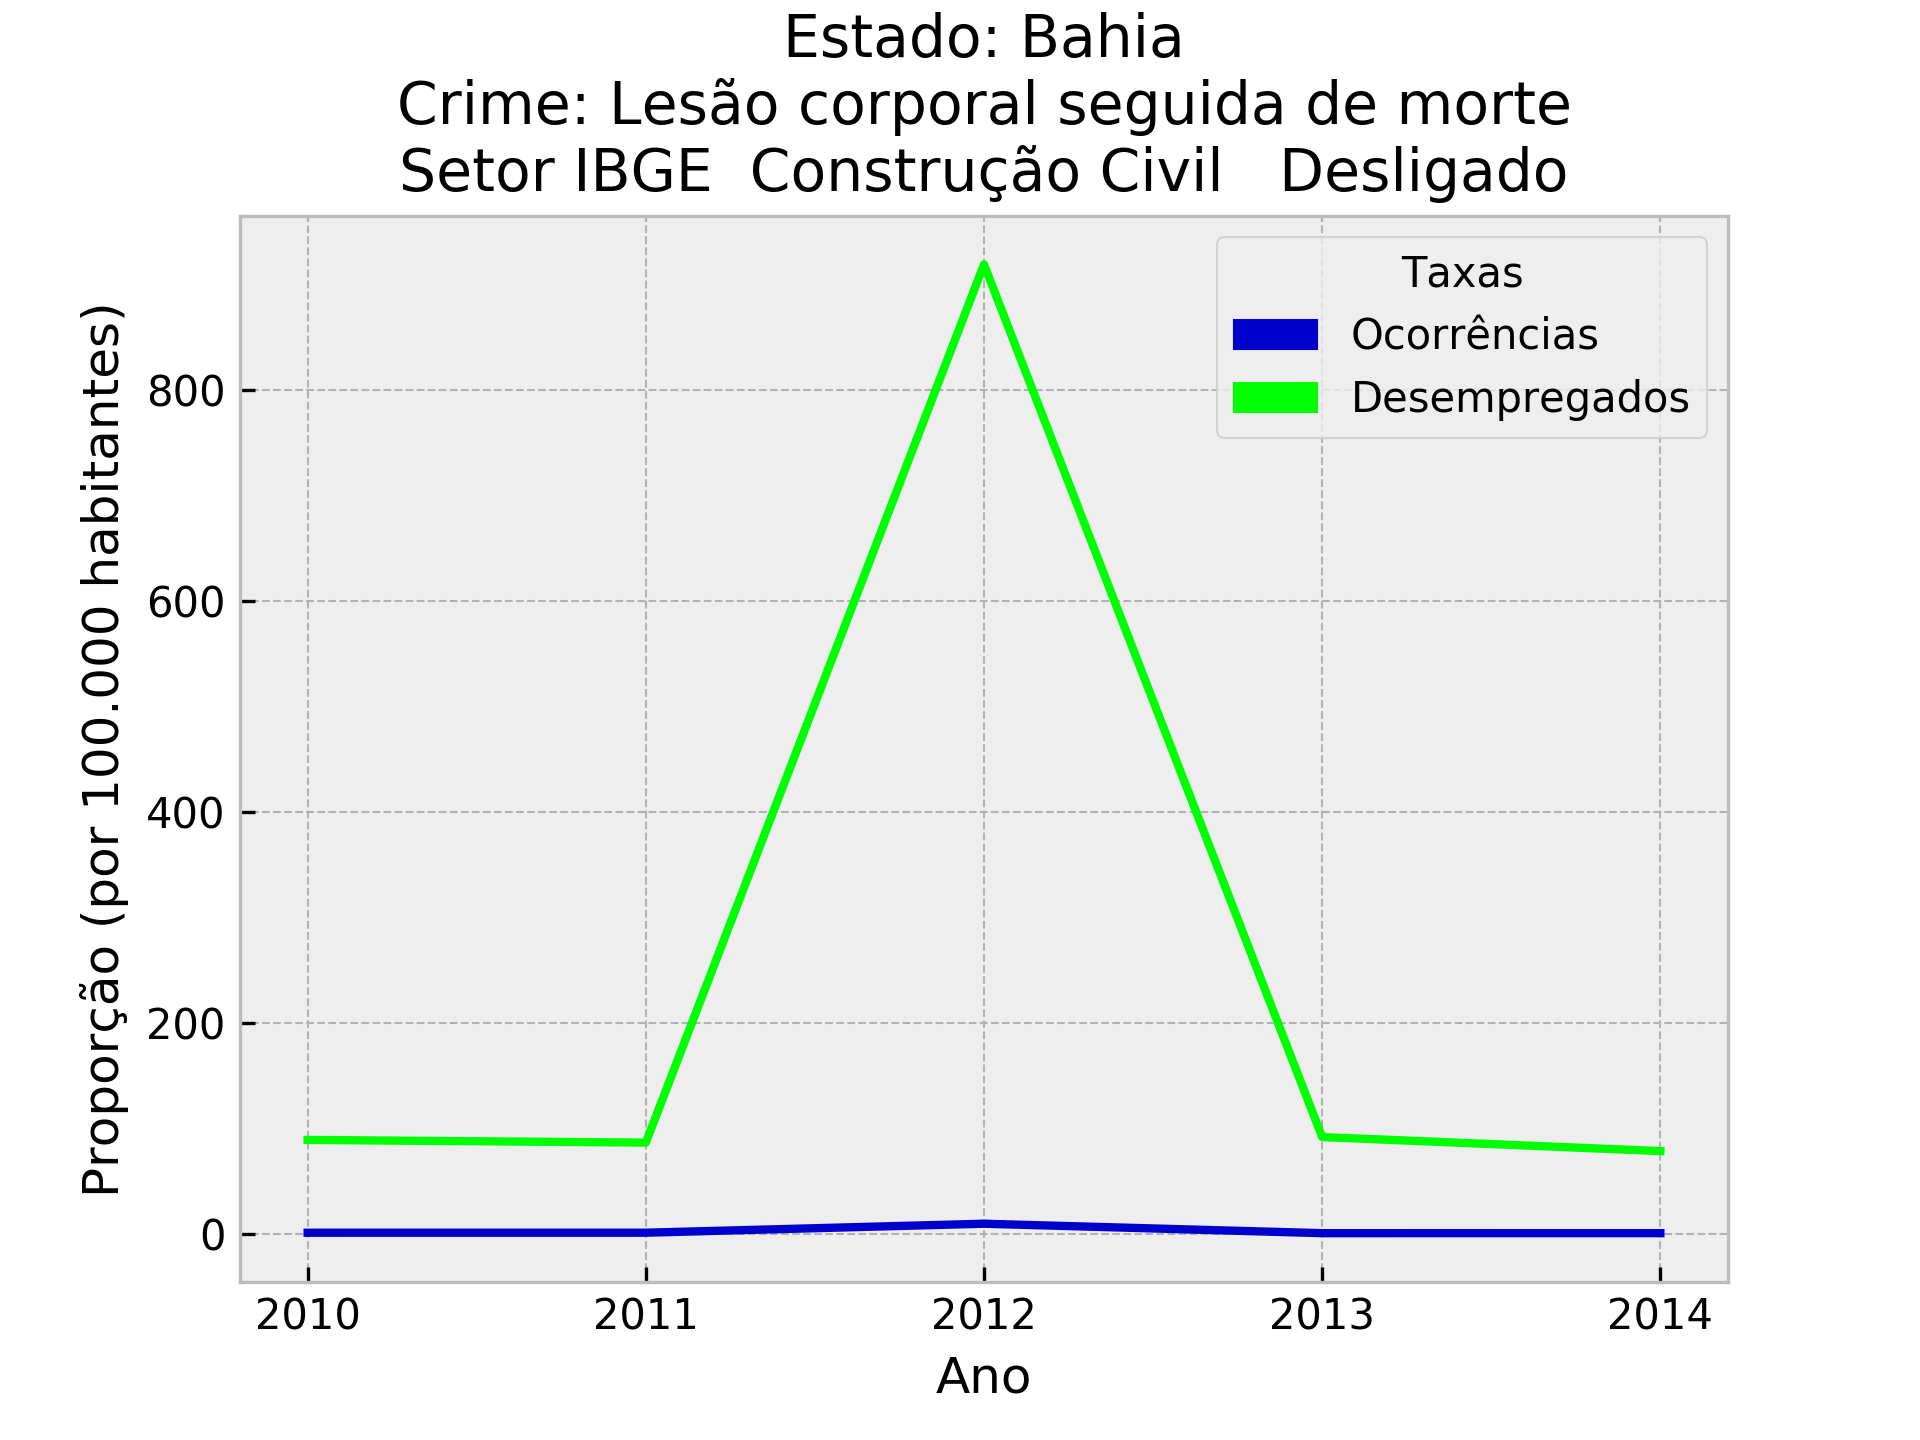 Estado: Bahia
Crime: Lesão corporal seguida de morte
Setor IBGE  Construção Civil   Desligado
Proporção (por 100.000 habitantes)
800
600
400
200
0
Taxas
Ocorrências
Desempregados
2010 2011 2012 2013 2014
Ano